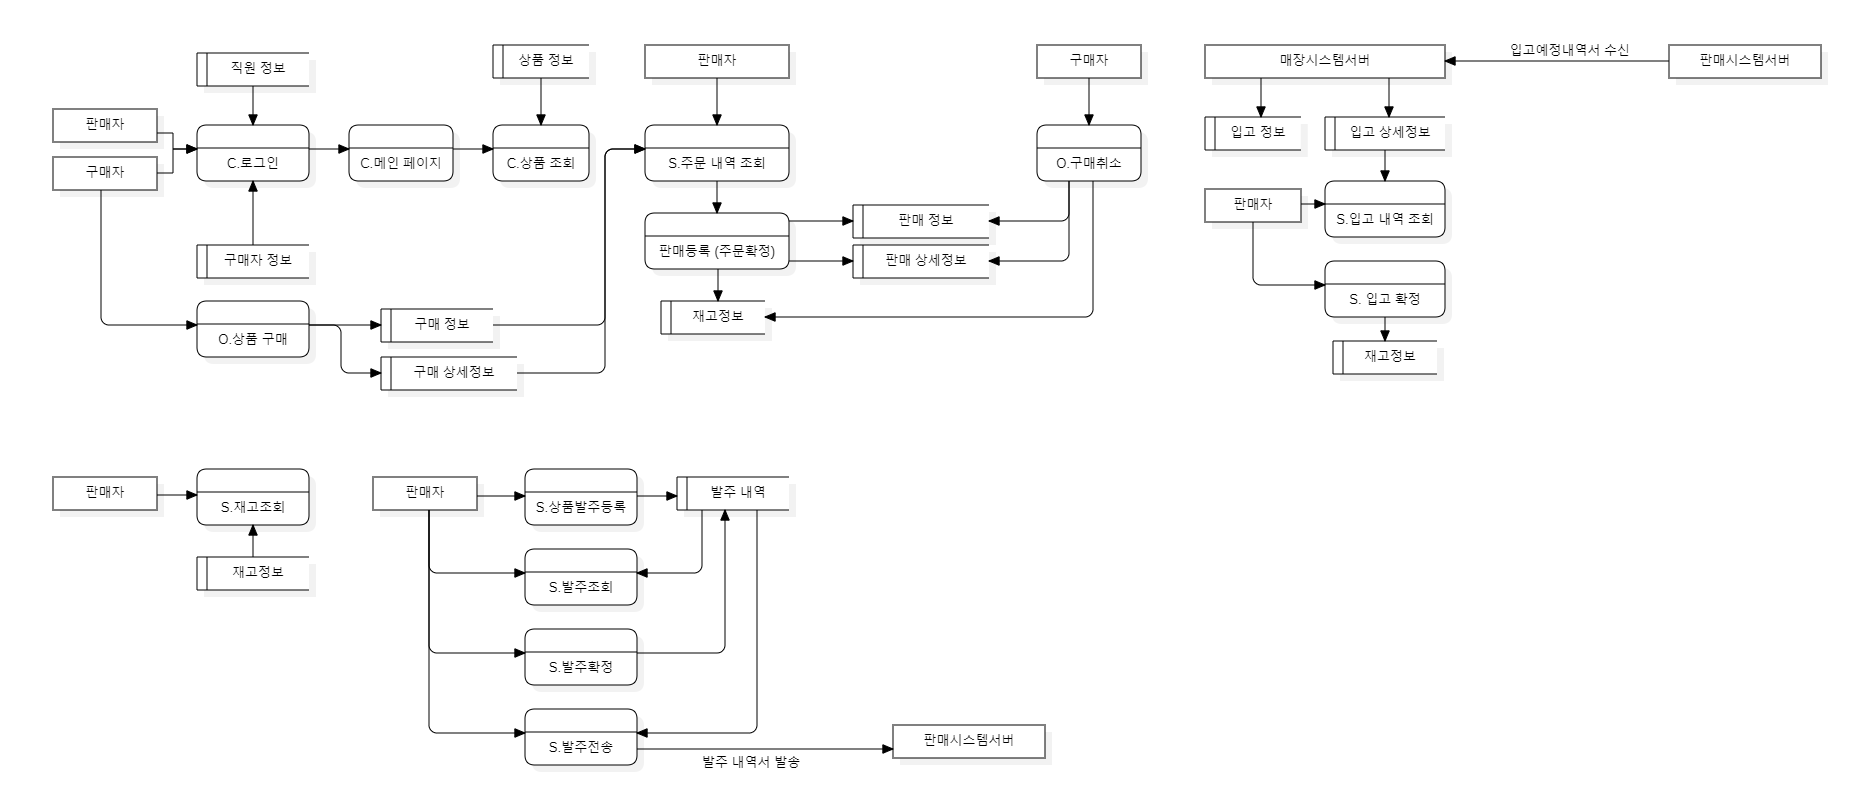 직원 정보
상품 정보
판매자
구매자
매장시스템서버
입고예정내역서 수신
판매시스템서버
판매자
구매자
C.로그인
C.메인 페이지
C.상품 조회
S.주문 내역 조회
O.구매취소
입고 정보
입고 상세정보
판매자
S.입고 내역 조회
판매 정보
판매등록 (주문확정)
판매 상세정보
구매자 정보
S. 입고 확정
재고정보
재고정보
O.상품 구매
구매 정보
구매 상세정보
판매자
S.재고조회
재고정보
판매자
S.상품발주등록
발주 내역
S.발주조회
S.발주확정
S.발주전송
발주 내역서 발송
판매시스템서버